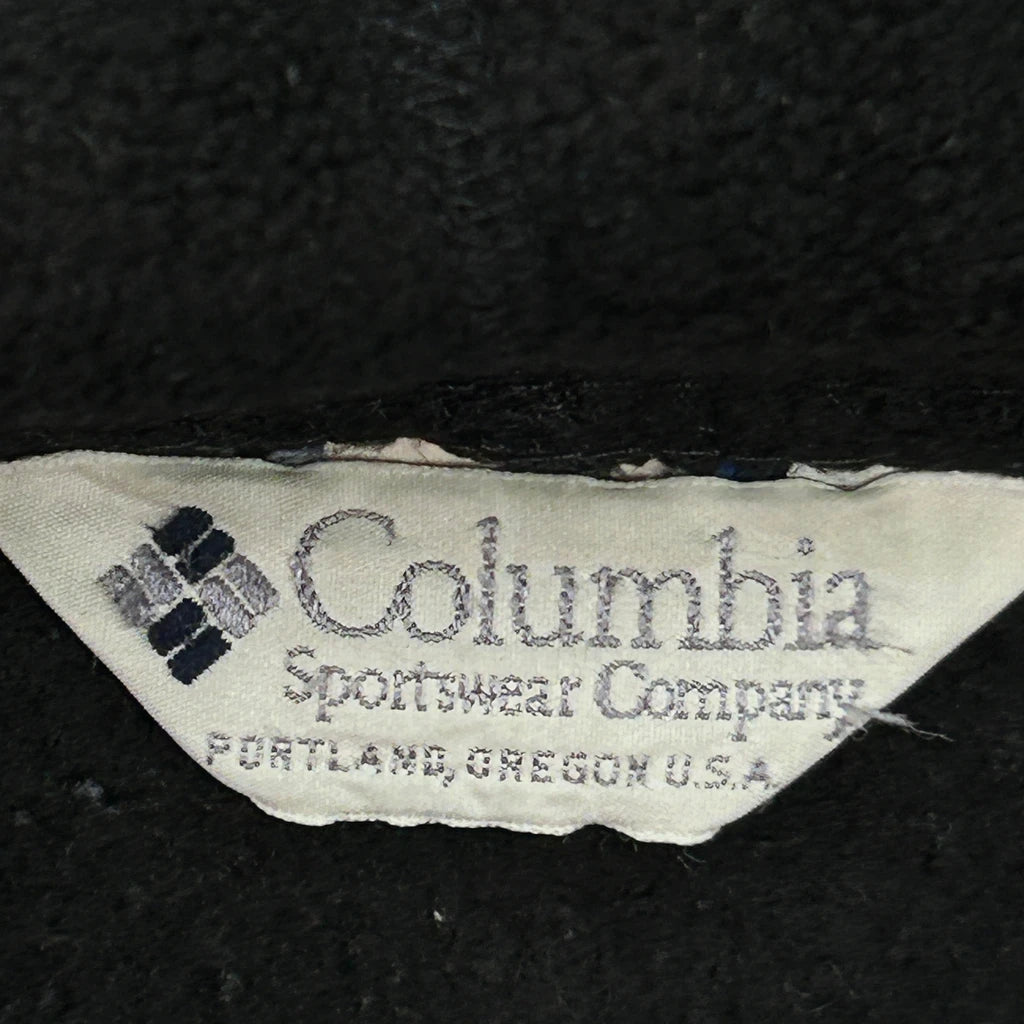 Columbia
Sportswear Company
PORTLAND, OREGON U.S.A.